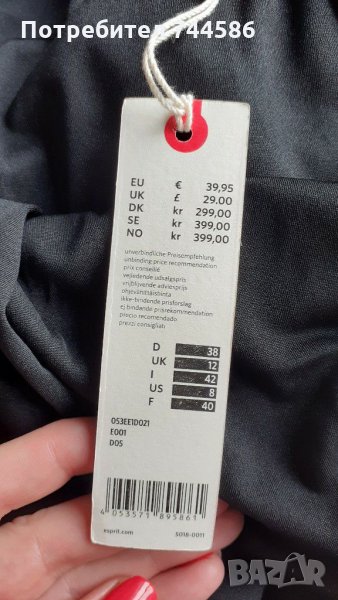 Потребител 744586
EU € 39,95
UK £ 29.00
DK kr 299,00
SE kr 399,00
NO kr 399,00
unverbindliche Preisempfehlung
unbinding price recommendation
prix conseillé
vejledende udsalgspris
vrijblijvende adviesprijs
ohjevähittäishinta
ikke-bindende prisforslag
ej bindande prisrekommendation
precio recomendado
prezzi consigliati
D 38
UK 12
I 42
US 8
F 40
053EE1D021
E001
D05
4 053571 895861
esprit.com 5018-0011
BAZAR